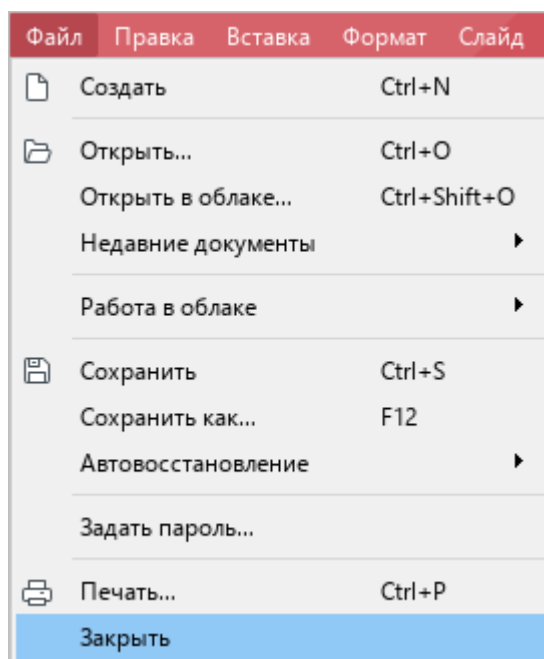 Файл Правка Вставка Формат Слайд
Создать Ctrl+N
Открыть... Ctrl+O
Открыть в облаке... Ctrl+Shift+O
Недавние документы
Работа в облаке
Сохранить Ctrl+S
Сохранить как... F12
Автовосстановление
Задать пароль...
Печать... Ctrl+P
Закрыть